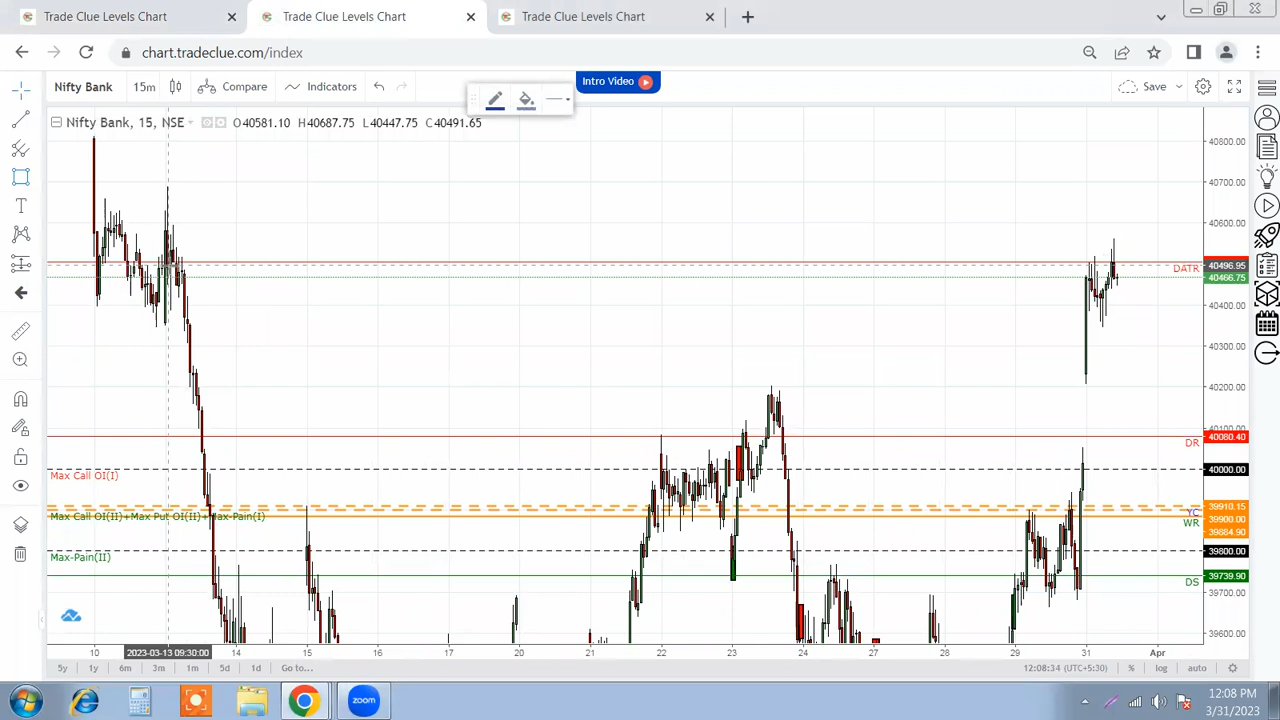 Trade Clue Levels Chart
Trade Clue Levels Chart
Trade Clue Levels Chart
chart.tradeclue.com/index
Nifty Bank
15m
Compare
Indicators
Intro Video
Save
Nifty Bank, 15, NSE
O40581.10 H40687.75 L40447.75 C40491.65
40800.00
40700.00
40600.00
DATR
40496.95
40466.75
40400.00
40300.00
40200.00
40100.00
40080.40
DR
Max Call OI(I)
40000.00
39910.15
YC
Max Call OI(II)+Max Put OI(II)+Max-Pain(I)
39900.00
WR
39884.90
Max-Pain(II)
39800.00
39739.90
DS
39700.00
39600.00
10
2023-03-13 09:30:00
14
15
16
17
20
21
22
23
24
27
28
29
31
Apr
5y
1y
6m
3m
1m
5d
1d
Go to...
12:08:34 (UTC+5:30)
%
log
auto
zoom
12:08 PM
3/31/2023